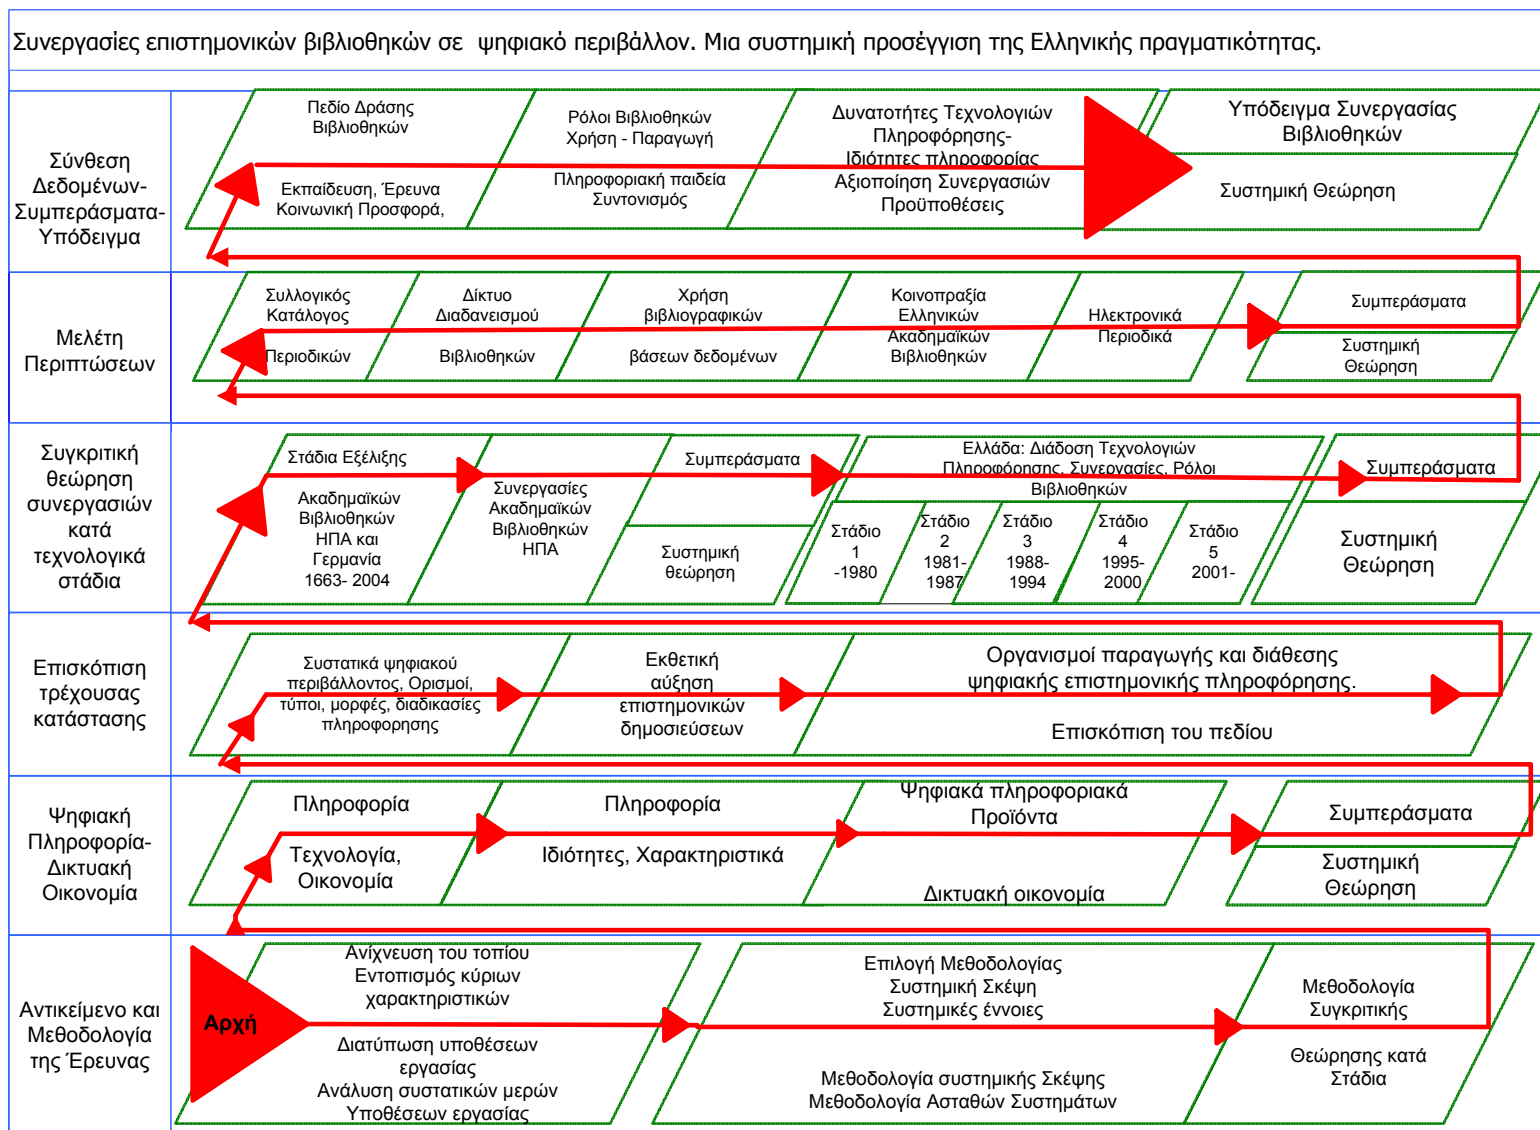 Συνεργασίες επιστημονικών βιβλιοθηκών σε ψηφιακό περιβάλλον. Μια συστημική προσέγγιση της Ελληνικής πραγματικότητας.
Σύνθεση
Δεδομένων-
Συμπεράσματα-
Υπόδειγμα
Πεδίο Δράσης
Βιβλιοθηκών
Εκπαίδευση, Έρευνα
Κοινωνική Προσφορά,
Ρόλοι Βιβλιοθηκών
Χρήση - Παραγωγή
Πληροφοριακή παιδεία
Συντονισμός
Δυνατότητες Τεχνολογιών
Πληροφόρησης-
Ιδιότητες πληροφορίας
Αξιοποίηση Συνεργασιών
Προϋποθέσεις
Υπόδειγμα Συνεργασίας
Βιβλιοθηκών
Συστημική Θεώρηση
Μελέτη
Περιπτώσεων
Συλλογικός
Κατάλογος
Περιοδικών
Δίκτυο
Διαδανεισμού
Βιβλιοθηκών
Χρήση
βιβλιογραφικών
βάσεων δεδομένων
Κοινοπραξία
Ελληνικών
Ακαδημαϊκών
Βιβλιοθηκών
Ηλεκτρονικά
Περιοδικά
Συμπεράσματα
Συστημική
Θεώρηση
Συγκριτική
θεώρηση
συνεργασιών
κατά
τεχνολογικά
στάδια
Στάδια Εξέλιξης
Ακαδημαϊκών
Βιβλιοθηκών
ΗΠΑ και
Γερμανία
1663- 2004
Συνεργασίες
Ακαδημαϊκών
Βιβλιοθηκών
ΗΠΑ
Συμπεράσματα
Συστημική
θεώρηση
Ελλάδα: Διάδοση Τεχνολογιών
Πληροφόρησης, Συνεργασίες, Ρόλοι
Βιβλιοθηκών
Στάδιο
1
-1980
Στάδιο
2
1981-
1987
Στάδιο
3
1988-
1994
Στάδιο
4
1995-
2000
Στάδιο
5
2001-
Συμπεράσματα
Συστημική
Θεώρηση
Επισκόπιση
τρέχουσας
κατάστασης
Συστατικά ψηφιακού
περιβάλλοντος, Ορισμοί,
τύποι, μορφές, διαδικασίες
πληροφορησης
Εκθετική
αύξηση
επιστημονικών
δημοσιεύσεων
Οργανισμοί παραγωγής και διάθεσης
ψηφιακής επιστημονικής πληροφόρησης.
Επισκόπιση του πεδίου
Ψηφιακή
Πληροφορία-
Δικτυακή
Οικονομία
Πληροφορία
Τεχνολογία,
Οικονομία
Πληροφορία
Ιδιότητες, Χαρακτηριστικά
Ψηφιακά πληροφοριακά
Προϊόντα
Δικτυακή οικονομία
Συμπεράσματα
Συστημική
Θεώρηση
Αντικείμενο και
Μεθοδολογία
της Έρευνας
Αρχή
Ανίχνευση του τοπίου
Εντοπισμός κύριων
χαρακτηριστικών
Διατύπωση υποθέσεων
εργασίας
Ανάλυση συστατικών μερών
Υποθέσεων εργασίας
Επιλογή Μεθοδολογίας
Συστημική Σκέψη
Συστημικές έννοιες
Μεθοδολογία συστημικής Σκέψης
Μεθοδολογία Ασταθών Συστημάτων
Μεθοδολογία
Συγκριτικής
Θεώρησης κατά
Στάδια